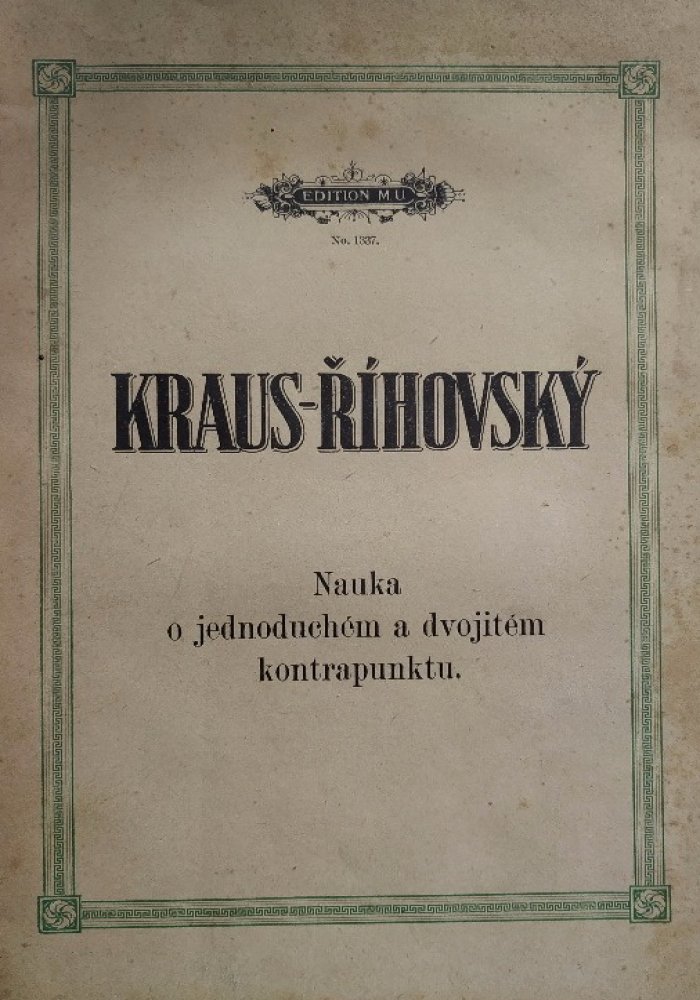 EDITION M U
No. 1337.
KRAUS-ŘÍHOVSKÝ
Nauka
o jednoduchém a dvojitém
kontrapunktu.